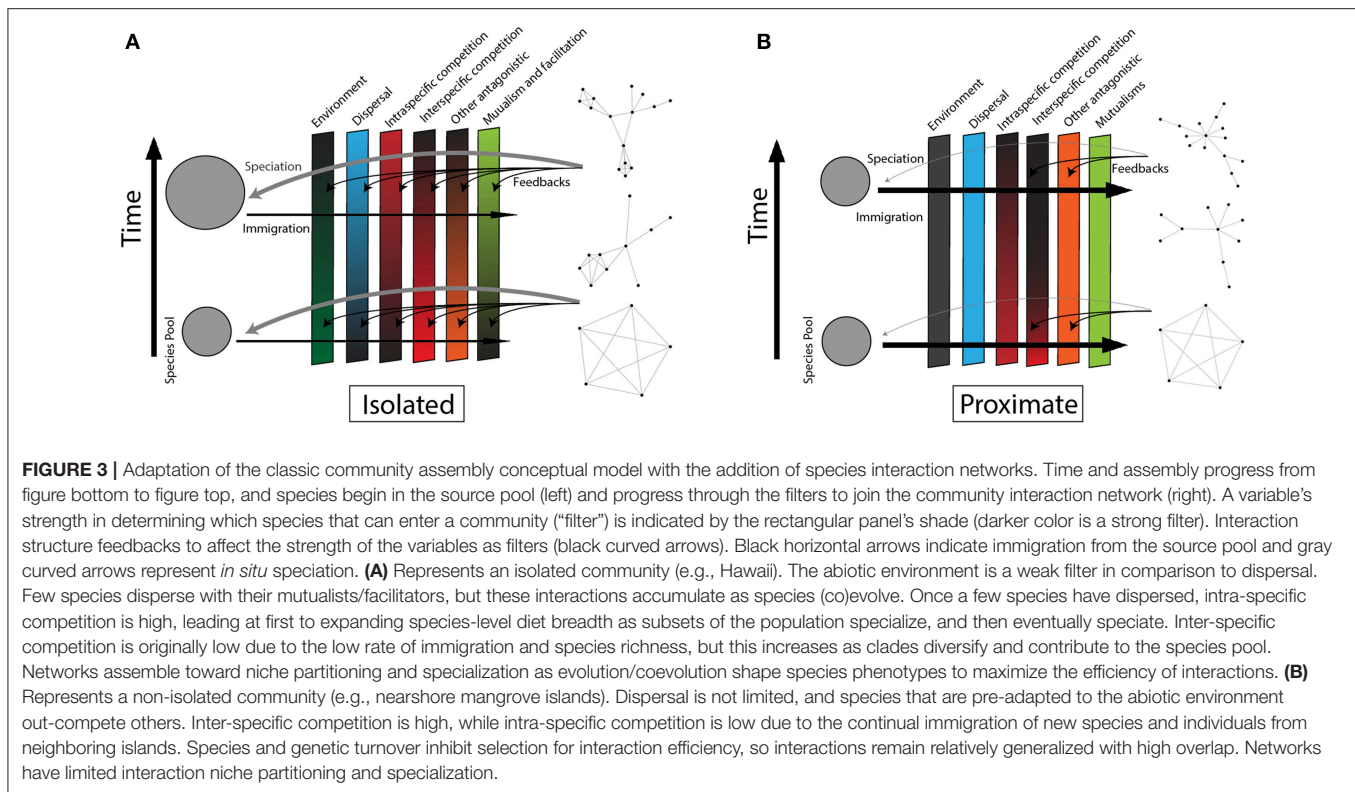 A
Environment
Dispersal
Intraspecific competition
Interspecific competition
Other antagonistic
Mutualism and facilitation
Time
Speciation
Feedbacks
Immigration
Species Pool
Isolated
B
Environment
Dispersal
Intraspecific competition
Interspecific competition
Other antagonistic
Mutualisms
Time
Speciation
Feedbacks
Immigration
Species Pool
Proximate
FIGURE 3 | Adaptation of the classic community assembly conceptual model with the addition of species interaction networks. Time and assembly progress from
figure bottom to figure top, and species begin in the source pool (left) and progress through the filters to join the community interaction network (right). A variable's
strength in determining which species that can enter a community ("filter") is indicated by the rectangular panel's shade (darker color is a strong filter). Interaction
structure feedbacks to affect the strength of the variables as filters (black curved arrows). Black horizontal arrows indicate immigration from the source pool and gray
curved arrows represent in situ speciation. (A) Represents an isolated community (e.g., Hawaii). The abiotic environment is a weak filter in comparison to dispersal.
Few species disperse with their mutualists/facilitators, but these interactions accumulate as species (co)evolve. Once a few species have dispersed, intra-specific
competition is high, leading at first to expanding species-level diet breadth as subsets of the population specialize, and then eventually speciate. Inter-specific
competition is originally low due to the low rate of immigration and species richness, but this increases as clades diversify and contribute to the species pool.
Networks assemble toward niche partitioning and specialization as evolution/coevolution shape species phenotypes to maximize the efficiency of interactions. (B)
Represents a non-isolated community (e.g., nearshore mangrove islands). Dispersal is not limited, and species that are pre-adapted to the abiotic environment
out-compete others. Inter-specific competition is high, while intra-specific competition is low due to the continual immigration of new species and individuals from
neighboring islands. Species and genetic turnover inhibit selection for interaction efficiency, so interactions remain relatively generalized with high overlap. Networks
have limited interaction niche partitioning and specialization.